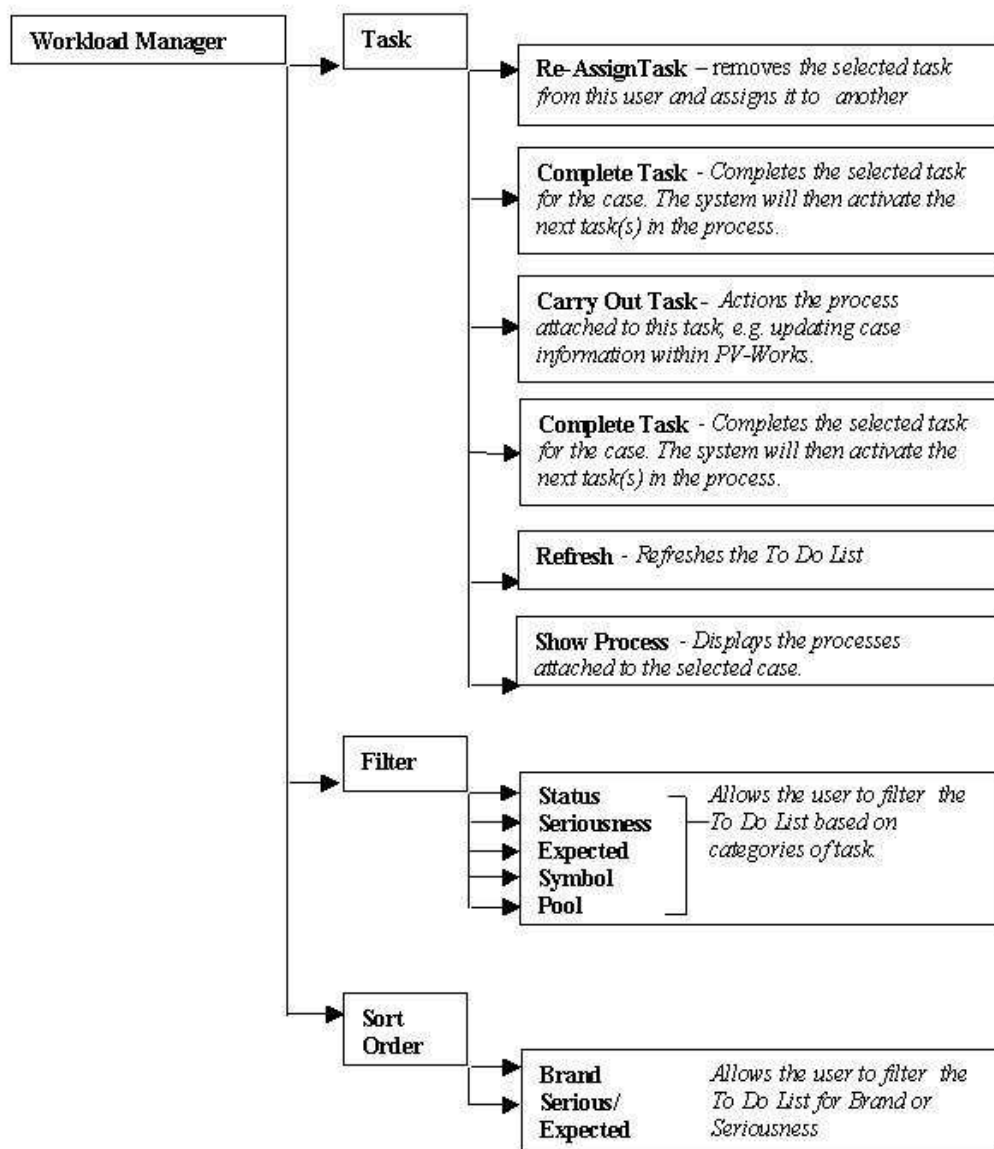 Workload Manager
Task
Re-AssignTask – removes the selected task
from this user and assigns it to another
Complete Task - Completes the selected task
for the case. The system will then activate the
next task(s) in the process.
Carry Out Task - Actions the process
attached to this task, e.g. updating case
information within PV-Works.
Complete Task - Completes the selected task
for the case. The system will then activate the
next task(s) in the process.
Refresh - Refreshes the To Do List
Show Process - Displays the processes
attached to the selected case.
Filter
Status
Seriousness
Expected
Symbol
Pool
Allows the user to filter the
To Do List based on
categories of task.
Sort
Order
Brand
Serious/
Expected
Allows the user to filter the
To Do List for Brand or
Seriousness